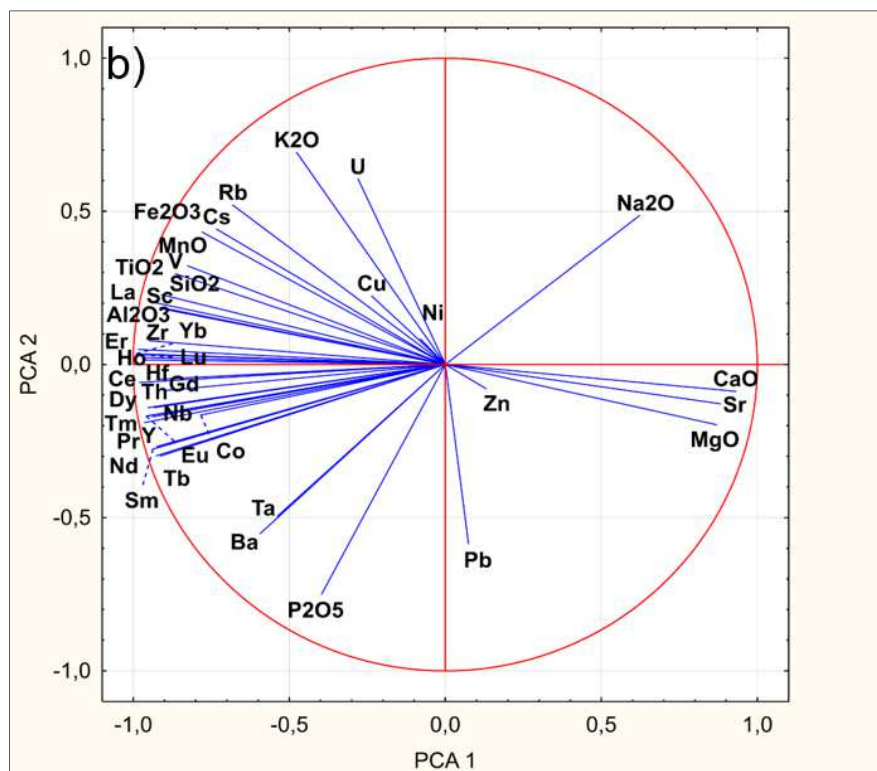 b)
PCA 2
1,0
0,5
0,0
-0,5
-1,0
K2O
U
Rb
Na2O
Fe2O3
Cs
MnO
V
TiO2
SiO2
Cu
La
Sc
Al2O3
Ni
Er
Zr
Yb
Ho
Lu
Hf
Ce
Th
Gd
CaO
Dy
Zn
Sr
Nb
Tm
MgO
Pr
Y
Eu
Co
Nd
Tb
Sm
Ta
Ba
Pb
P2O5
-1,0 -0,5 0,0 0,5 1,0
PCA 1